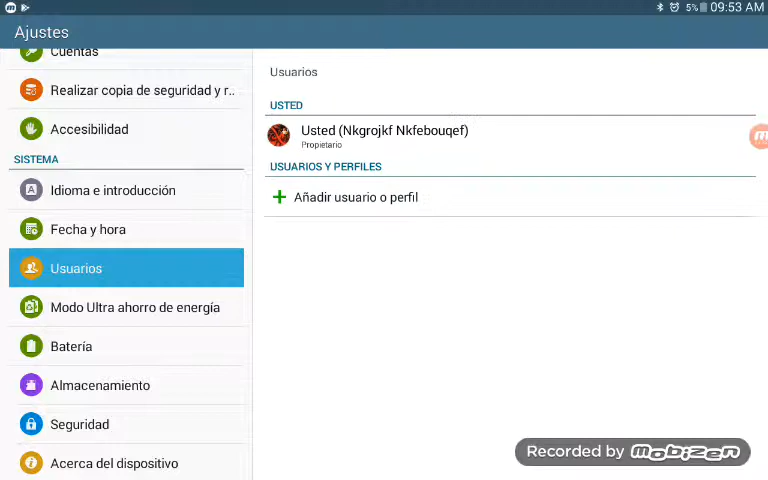 5% 09:53 AM
Ajustes
Cuentas
Realizar copia de seguridad y r..
Accesibilidad
SISTEMA
Idioma e introducción
Fecha y hora
Usuarios
Modo Ultra ahorro de energía
Batería
Almacenamiento
Seguridad
Acerca del dispositivo
Usuarios
USTED
Usted (Nkgrojkf Nkfebouqef)
Propietario
USUARIOS Y PERFILES
Añadir usuario o perfil
Recorded by mobizen